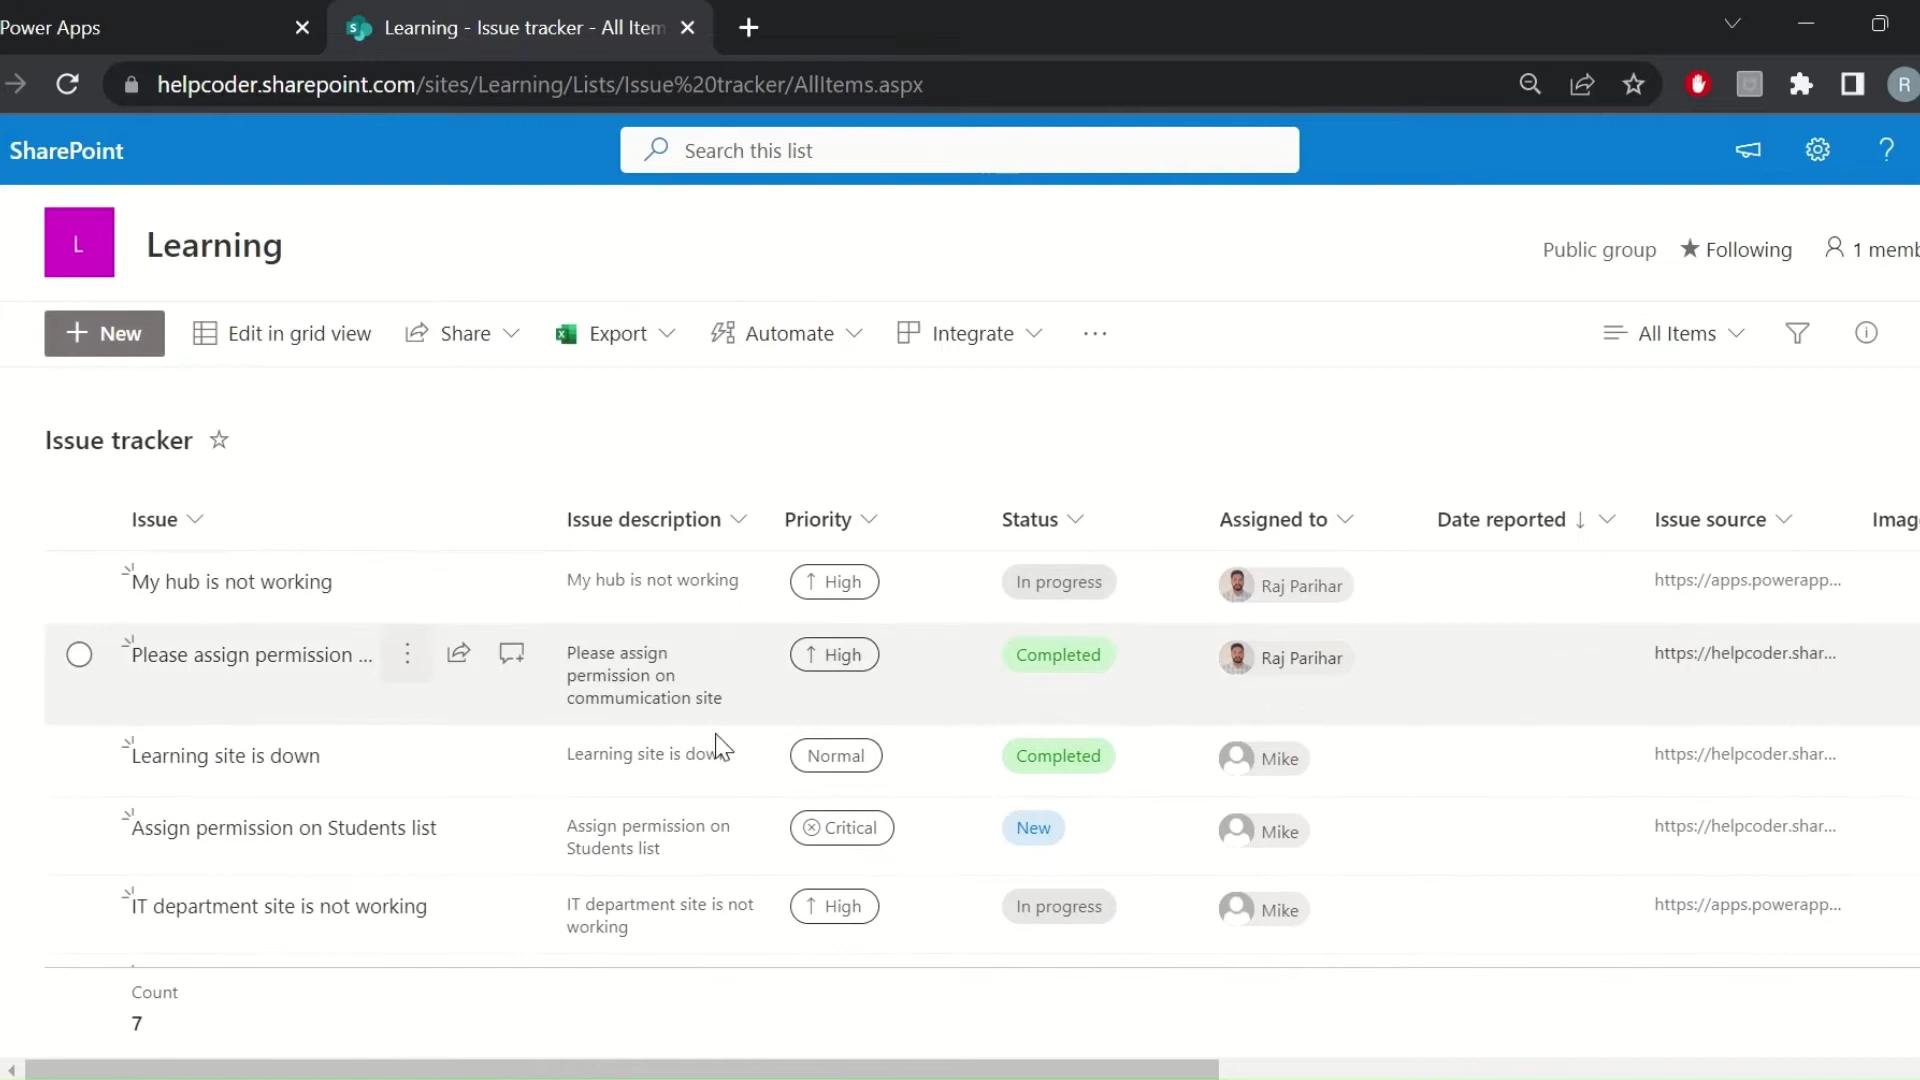 Power Apps
Learning - Issue tracker - All Item
helpcoder.sharepoint.com/sites/Learning/Lists/Issue%20tracker/AllItems.aspx
R
SharePoint
Search this list
?
L
Learning
Public group
Following
1 memb
New
Edit in grid view
Share
Export
Automate
Integrate
...
All Items
Issue tracker
Issue
Issue description
Priority
Status
Assigned to
Date reported
Issue source
Imag
My hub is not working
My hub is not working
High
In progress
Raj Parihar
https://apps.powerapp...
Please assign permission ...
Please assign
permission on
commumication site
High
Completed
Raj Parihar
https://helpcoder.shar...
Learning site is down
Learning site is down
Normal
Completed
Mike
https://helpcoder.shar...
Assign permission on Students list
Assign permission on
Students list
Critical
New
Mike
https://helpcoder.shar...
IT department site is not working
IT department site is not
working
High
In progress
Mike
https://apps.powerapp...
Count
7